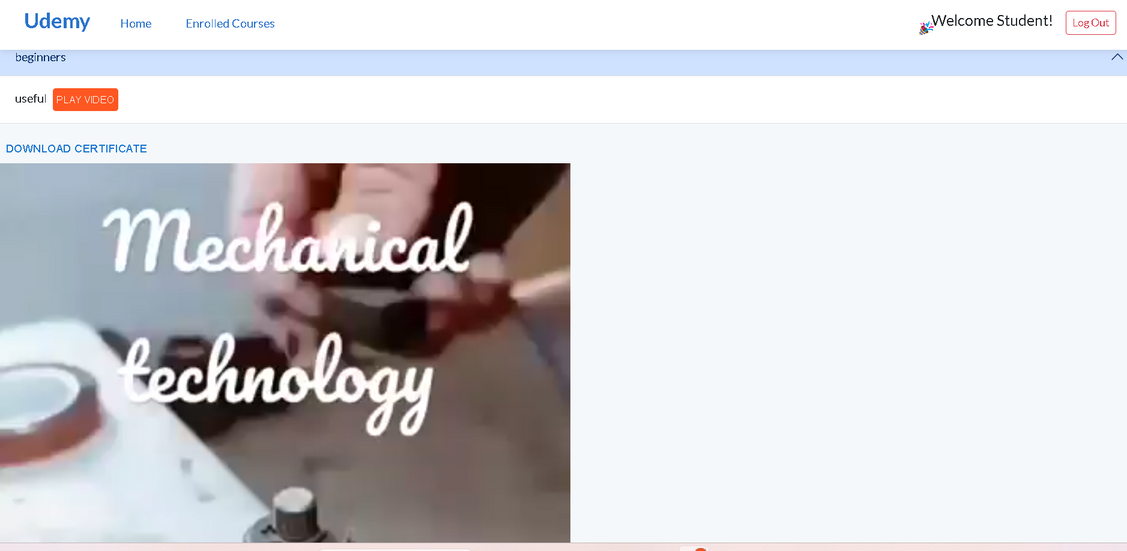 Udemy Home Enrolled Courses Welcome Student! Log Out
beginners
useful PLAY VIDEO
DOWNLOAD CERTIFICATE
Mechanical
technology